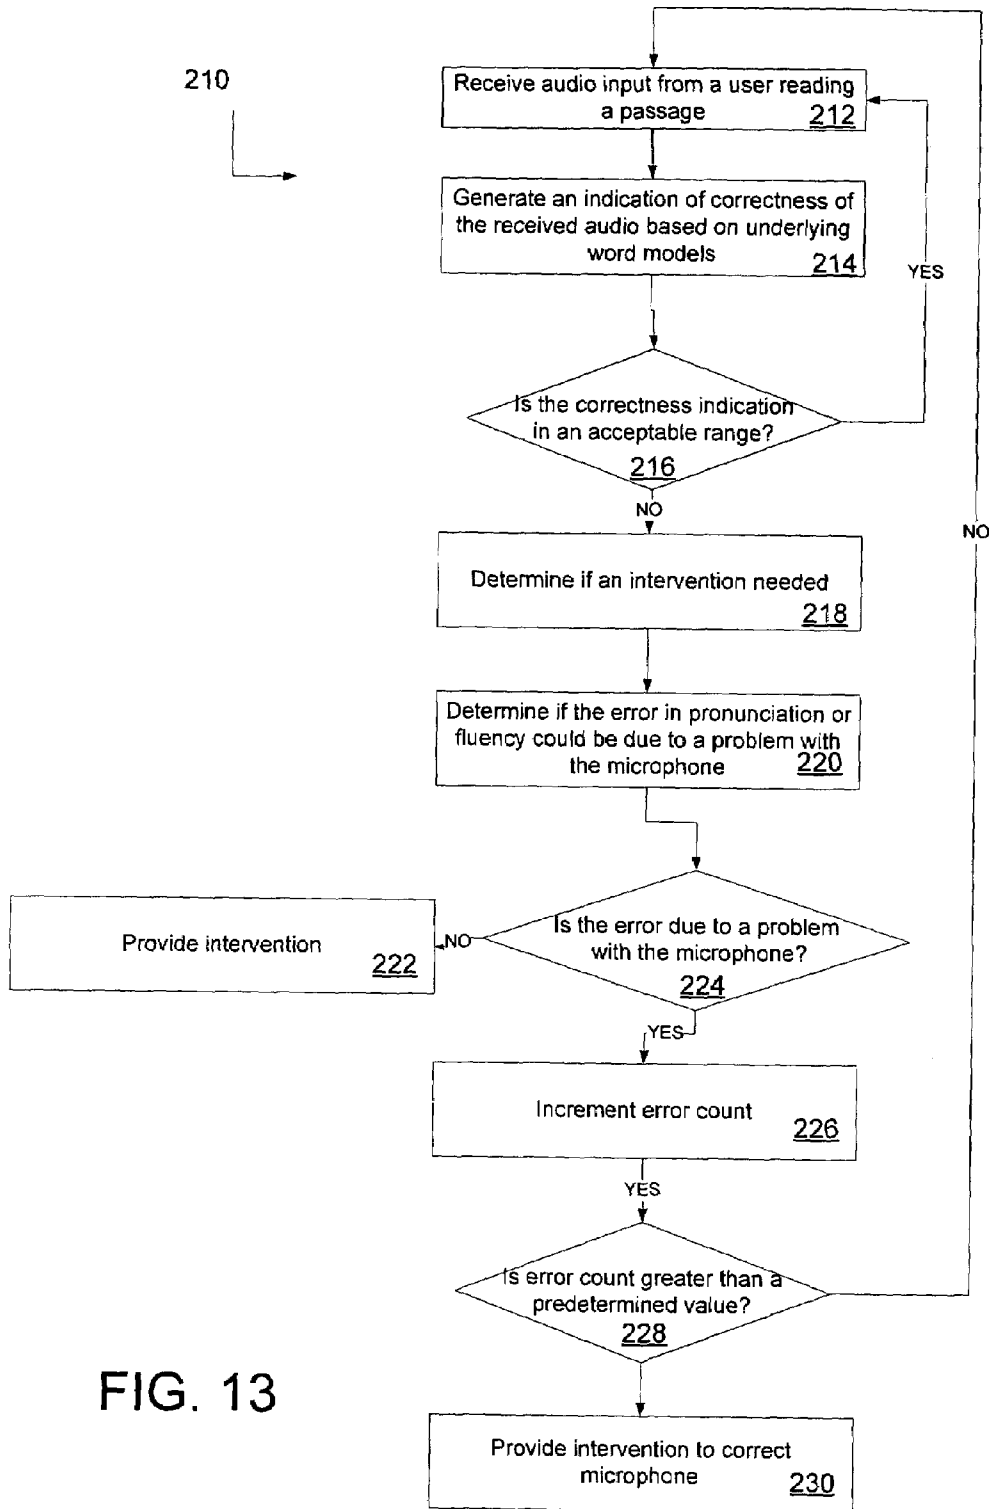 210
Receive audio input from a user reading
a passage
212
Generate an indication of correctness of
the received audio based on underlying
word models
214
YES
Is the correctness indication
in an acceptable range?
216
NO
NO
Determine if an intervention needed
218
Determine if the error in pronunciation or
fluency could be due to a problem with
the microphone
220
Is the error due to a problem
with the microphone?
224
NO
Provide intervention
222
YES
Increment error count
226
YES
Is error count greater than a
predetermined value?
228
FIG. 13
Provide intervention to correct
microphone
230